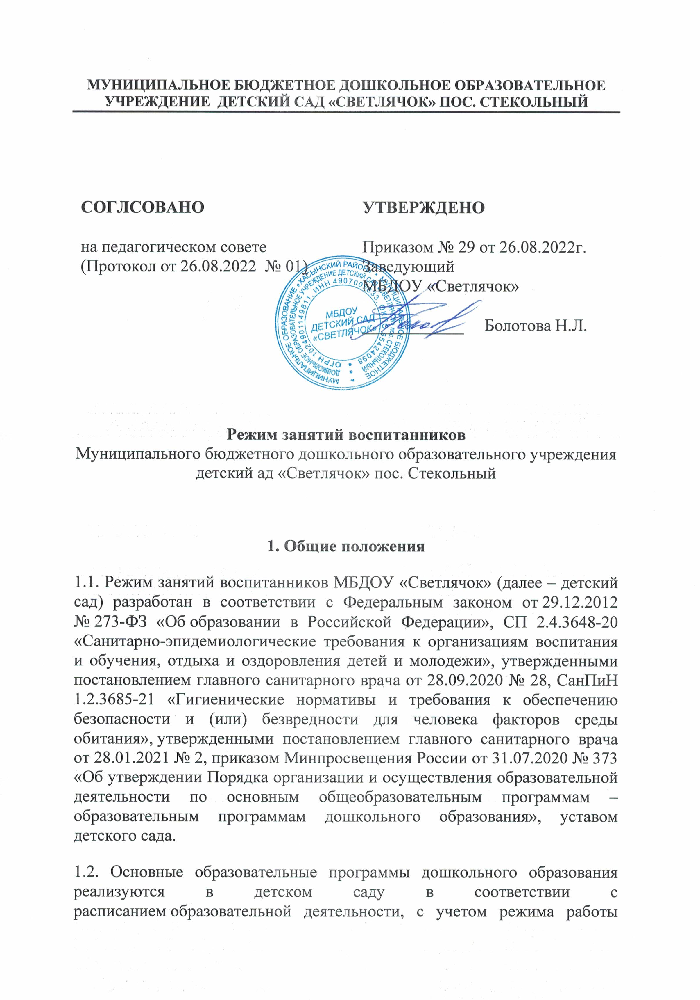 МУНИЦИПАЛЬНОЕ БЮДЖЕТНОЕ ДОШКОЛЬНОЕ ОБРАЗОВАТЕЛЬНОЕ
УЧРЕЖДЕНИЕ ДЕТСКИЙ САД «СВЕТЛЯЧОК» ПОС. СТЕКОЛЬНЫЙ
СОГЛСОВАНО
на педагогическом совете
(Протокол от 26.08.2022 № 01)
УТВЕРЖДЕНО
Приказом № 29 от 26.08.2022г.
Заведующий
МБДОУ «Светлячок»
Болотова Н.Л.
МУНИЦИПАЛЬНОЕ ОБРАЗОВАНИЕ «ХАСЫНСКИЙ РАЙОН» • МУНИЦИПАЛЬНОЕ БЮДЖЕТНОЕ
ДОШКОЛЬНОЕ ОБРАЗОВАТЕЛЬНОЕ УЧРЕЖДЕНИЕ ДЕТСКИЙ САД «СВЕТЛЯЧОК» пос. СТЕКОЛЬНЫЙ
ОГРН 1024901149811, ИНН ОКПО 55424098
МБДОУ
ДЕТСКИЙ САД
«СВЕТЛЯЧОК»
Режим занятий воспитанников
Муниципального бюджетного дошкольного образовательного учреждения
детский ад «Светлячок» пос. Стекольный
1. Общие положения
1.1. Режим занятий воспитанников МБДОУ «Светлячок» (далее – детский
сад) разработан в соответствии с Федеральным законом от 29.12.2012
№ 273-ФЗ «Об образовании в Российской Федерации», СП 2.4.3648-20
«Санитарно-эпидемиологические требования к организациям воспитания
и обучения, отдыха и оздоровления детей и молодежи», утвержденными
постановлением главного санитарного врача от 28.09.2020 № 28, СанПиН
1.2.3685-21 «Гигиенические нормативы и требования к обеспечению
безопасности и (или) безвредности для человека факторов среды
обитания», утвержденными постановлением главного санитарного врача
от 28.01.2021 № 2, приказом Минпросвещения России от 31.07.2020 № 373
«Об утверждении Порядка организации и осуществления образовательной
деятельности по основным общеобразовательным программам –
образовательным программам дошкольного образования», уставом
детского сада.
1.2. Основные образовательные программы дошкольного образования
реализуются в детском саду в соответствии с
расписанием образовательной деятельности, с учетом режима работы